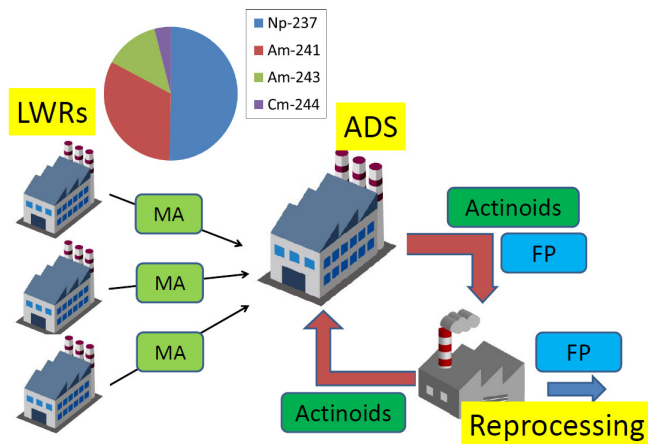 Np-237
Am-241
Am-243
Cm-244
LWRs
ADS
MA
MA
MA
Actinoids
FP
FP
Actinoids
Reprocessing